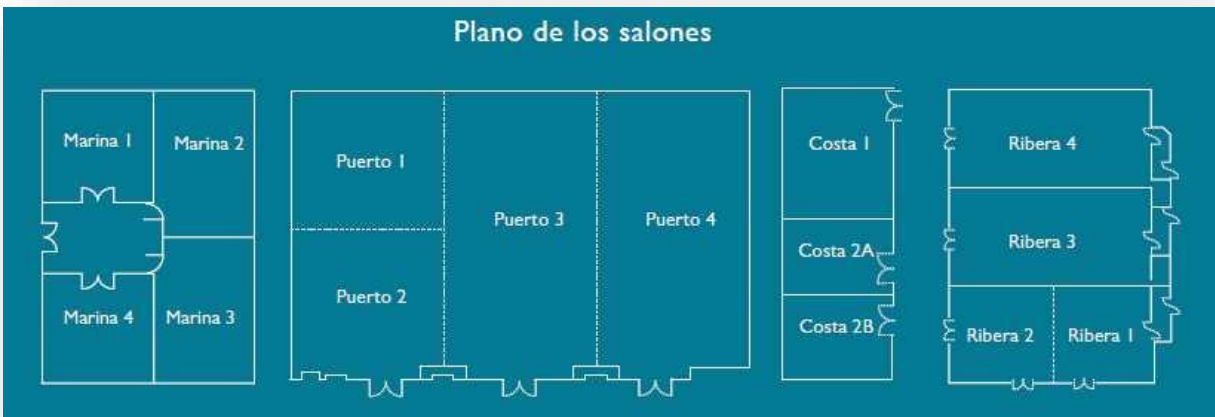 Plano de los salones
Marina 1
Marina 2
Marina 4
Marina 3
Puerto 1
Puerto 2
Puerto 3
Puerto 4
Costa 1
Costa 2A
Costa 2B
Ribera 4
Ribera 3
Ribera 2
Ribera 1